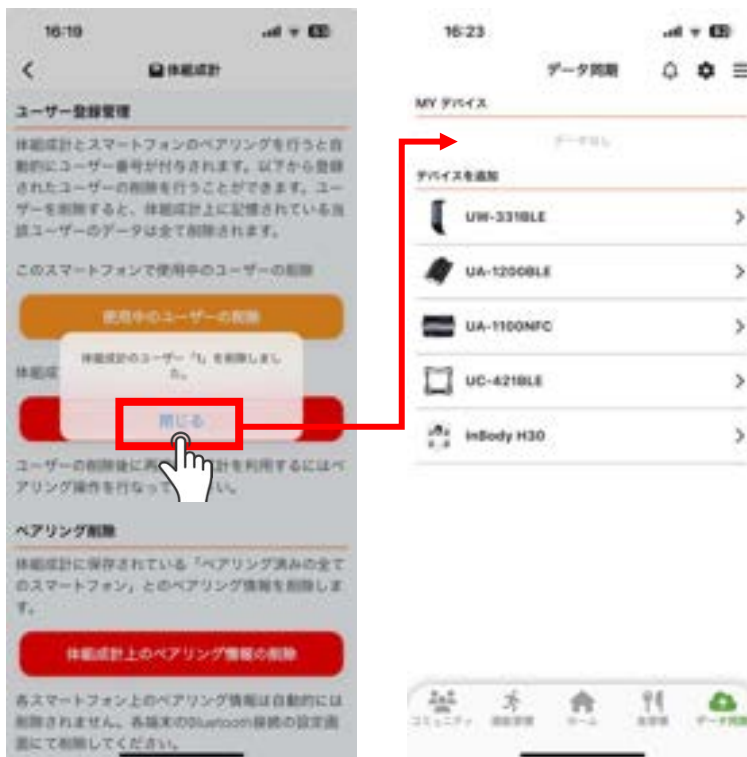 16:19
体組成計
ユーザー登録管理
体組成計とスマートフォンのペアリングを行うと自
動的にユーザー番号が付与されます。以下から登録
されたユーザーの削除を行うことができます。ユー
ザーを削除すると、体組成計上に記憶されている当
該ユーザーのデータは全て削除されます。
このスマートフォンで使用中のユーザーの削除
使用中のユーザーの削除
体組成計のユーザー「1」を削除しまし
た。
体組成
閉じる
ユーザーの削除後に再 計を利用するにはペ
アリング操作を行なって さい。
ペアリング削除
体組成計に保存されている「ペアリング済みの全て
のスマートフォン」とのペアリング情報を削除しま
す。
体組成計上のペアリング情報の削除
各スマートフォン上のペアリング情報は自動的には
削除されません。各端末のBluetooth接続の設定画
面にて削除してください。
16:23
データ同期
MY デバイス
データなし
デバイスを追加
UW-331BLE
UA-1200BLE
UA-1100NFC
UC-421BLE
InBody H30
コミュニティ
ホーム
データ同期